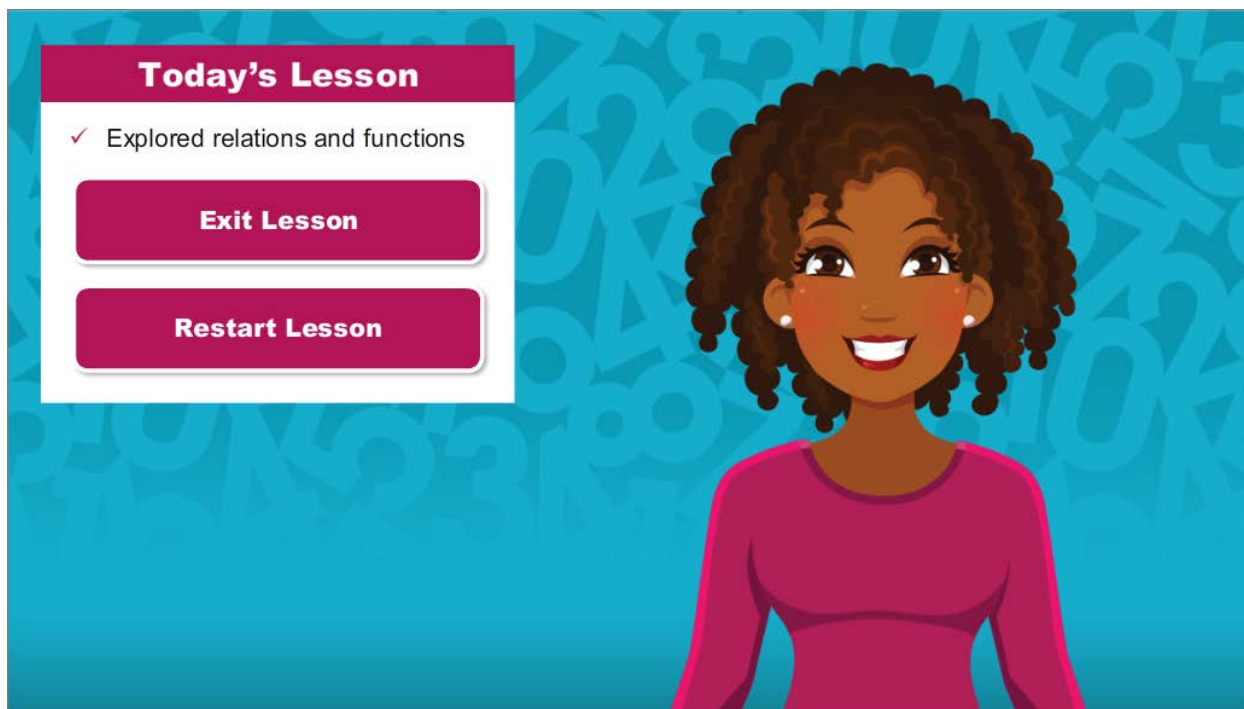 Today’s Lesson
✓ Explored relations and functions
Exit Lesson
Restart Lesson